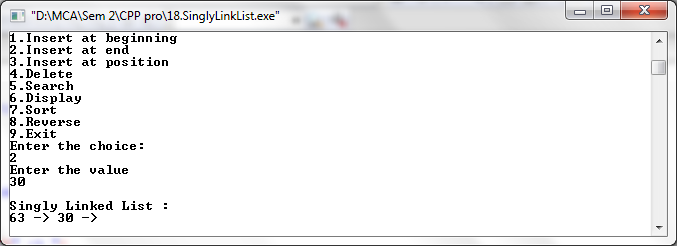 "D:\MCA\Sem 2\CPP pro\18.SinglyLinkList.exe"
1.Insert at beginning
2.Insert at end
3.Insert at position
4.Delete
5.Search
6.Display
7.Sort
8.Reverse
9.Exit
Enter the choice:
2
Enter the value
30
Singly Linked List :
63 -> 30 ->